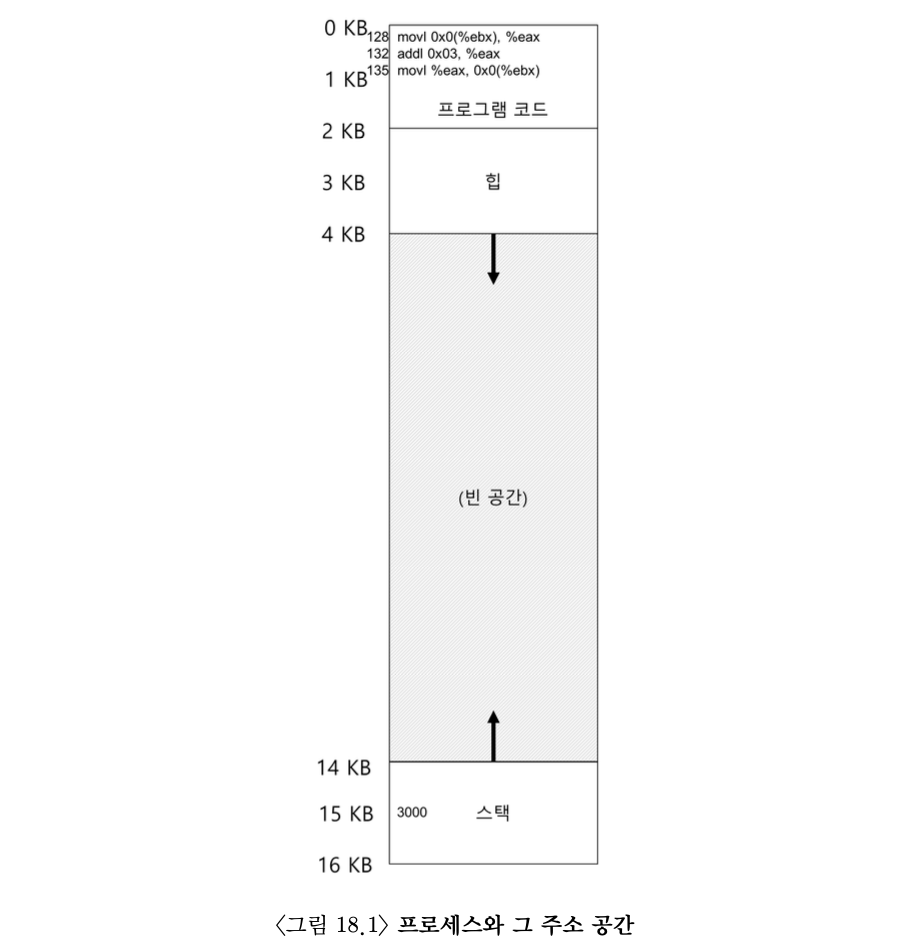 0 KB
128 movl 0x0(%ebx), %eax
132 addl 0x03, %eax
135 movl %eax, 0x0(%ebx)
1 KB
프로그램 코드
2 KB
3 KB 힙
4 KB
(빈 공간)
14 KB
15 KB 3000 스택
16 KB
〈그림 18.1〉 프로세스와 그 주소 공간